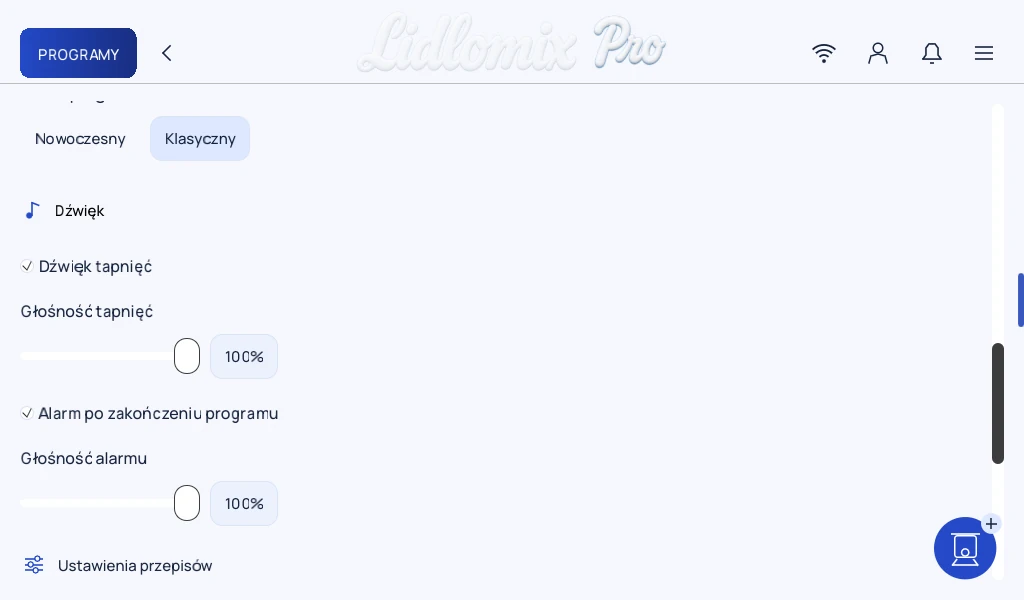 PROGRAMY
Lidlomix Pro
Nowoczesny Klasyczny
Dźwięk
Dźwięk tapnięć
Głośność tapnięć
100%
Alarm po zakończeniu programu
Głośność alarmu
100%
Ustawienia przepisów